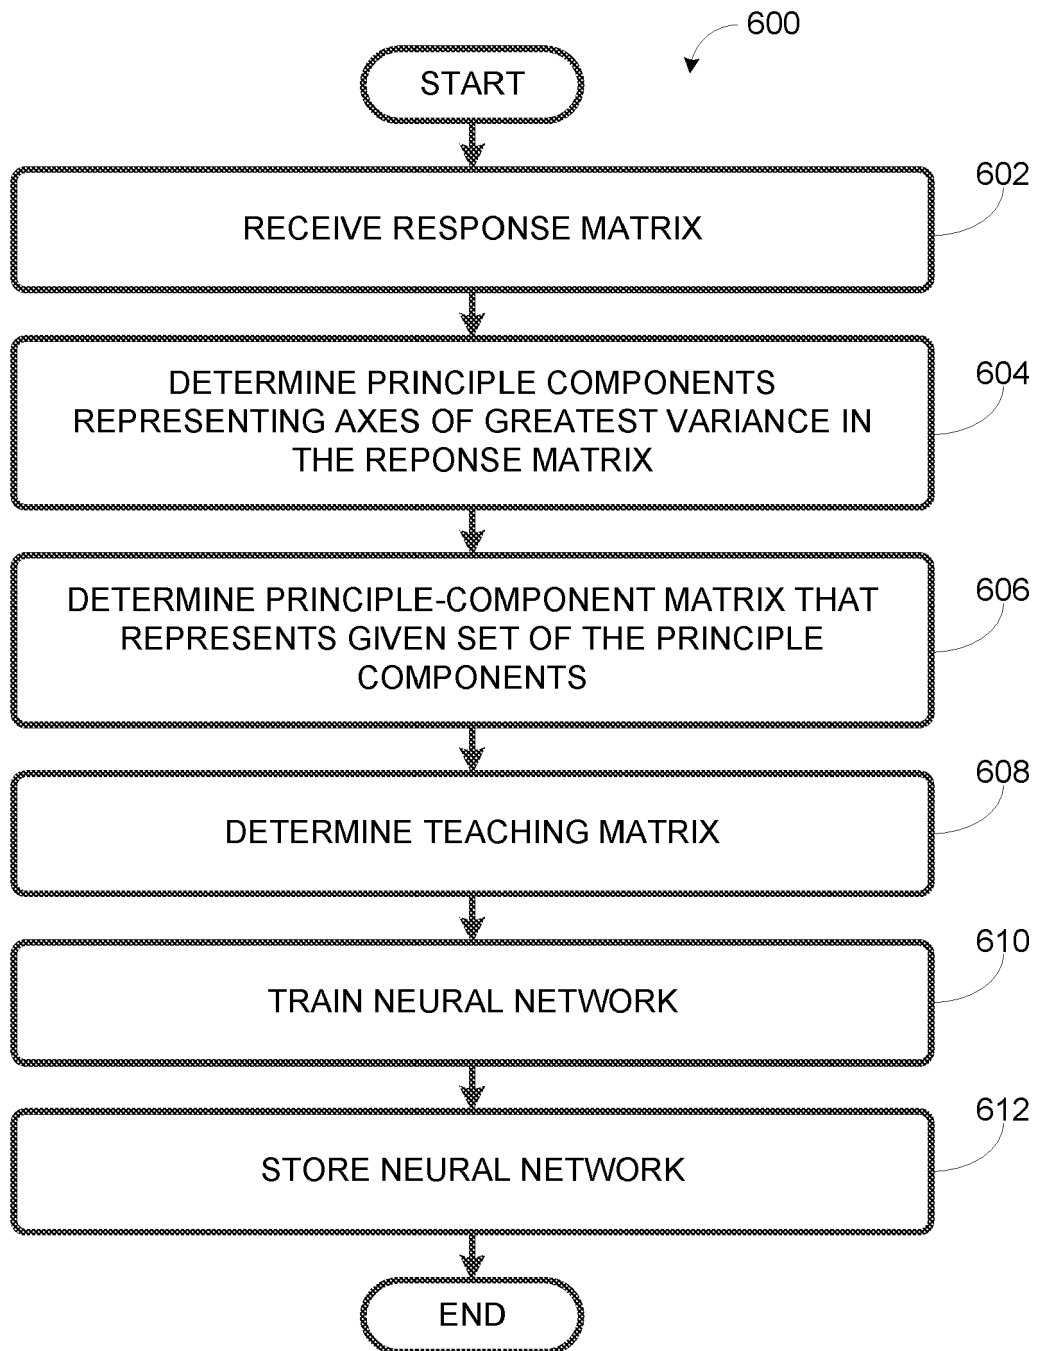 600
START
602
RECEIVE RESPONSE MATRIX
604
DETERMINE PRINCIPLE COMPONENTS
REPRESENTING AXES OF GREATEST VARIANCE IN
THE REPONSE MATRIX
606
DETERMINE PRINCIPLE-COMPONENT MATRIX THAT
REPRESENTS GIVEN SET OF THE PRINCIPLE
COMPONENTS
608
DETERMINE TEACHING MATRIX
610
TRAIN NEURAL NETWORK
612
STORE NEURAL NETWORK
END